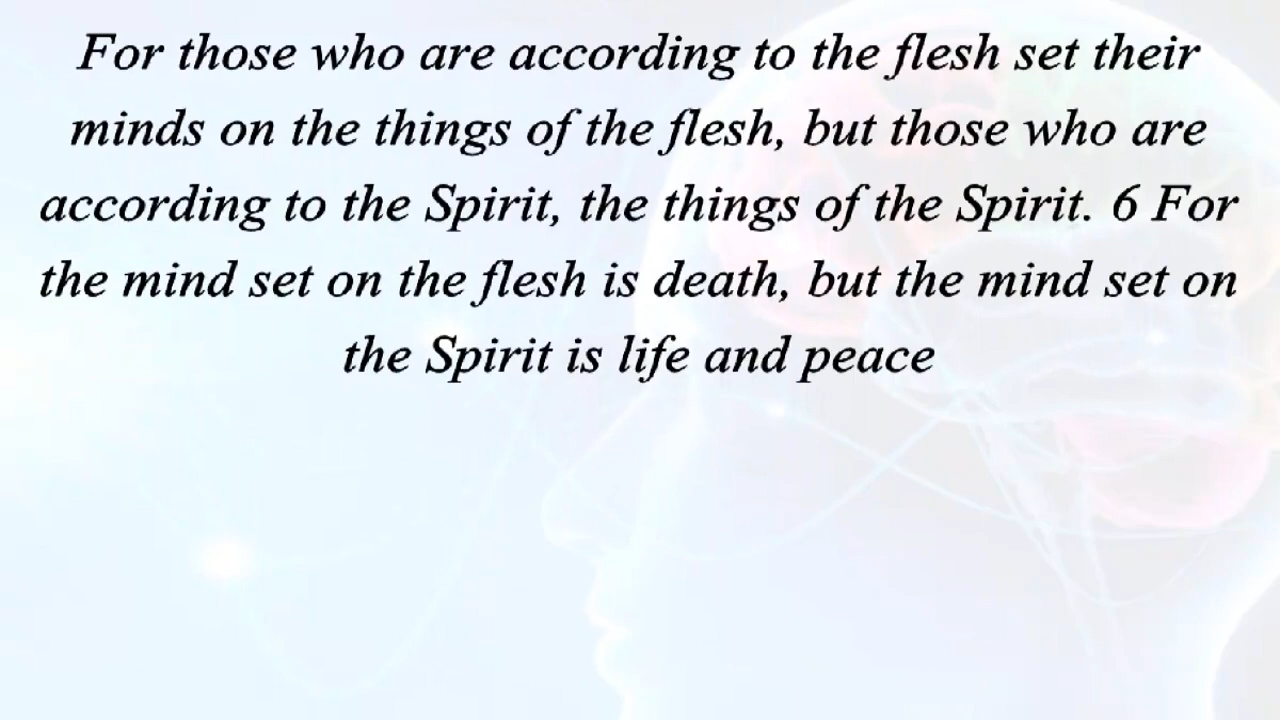 For those who are according to the flesh set their
minds on the things of the flesh, but those who are
according to the Spirit, the things of the Spirit. 6 For
the mind set on the flesh is death, but the mind set on
the Spirit is life and peace